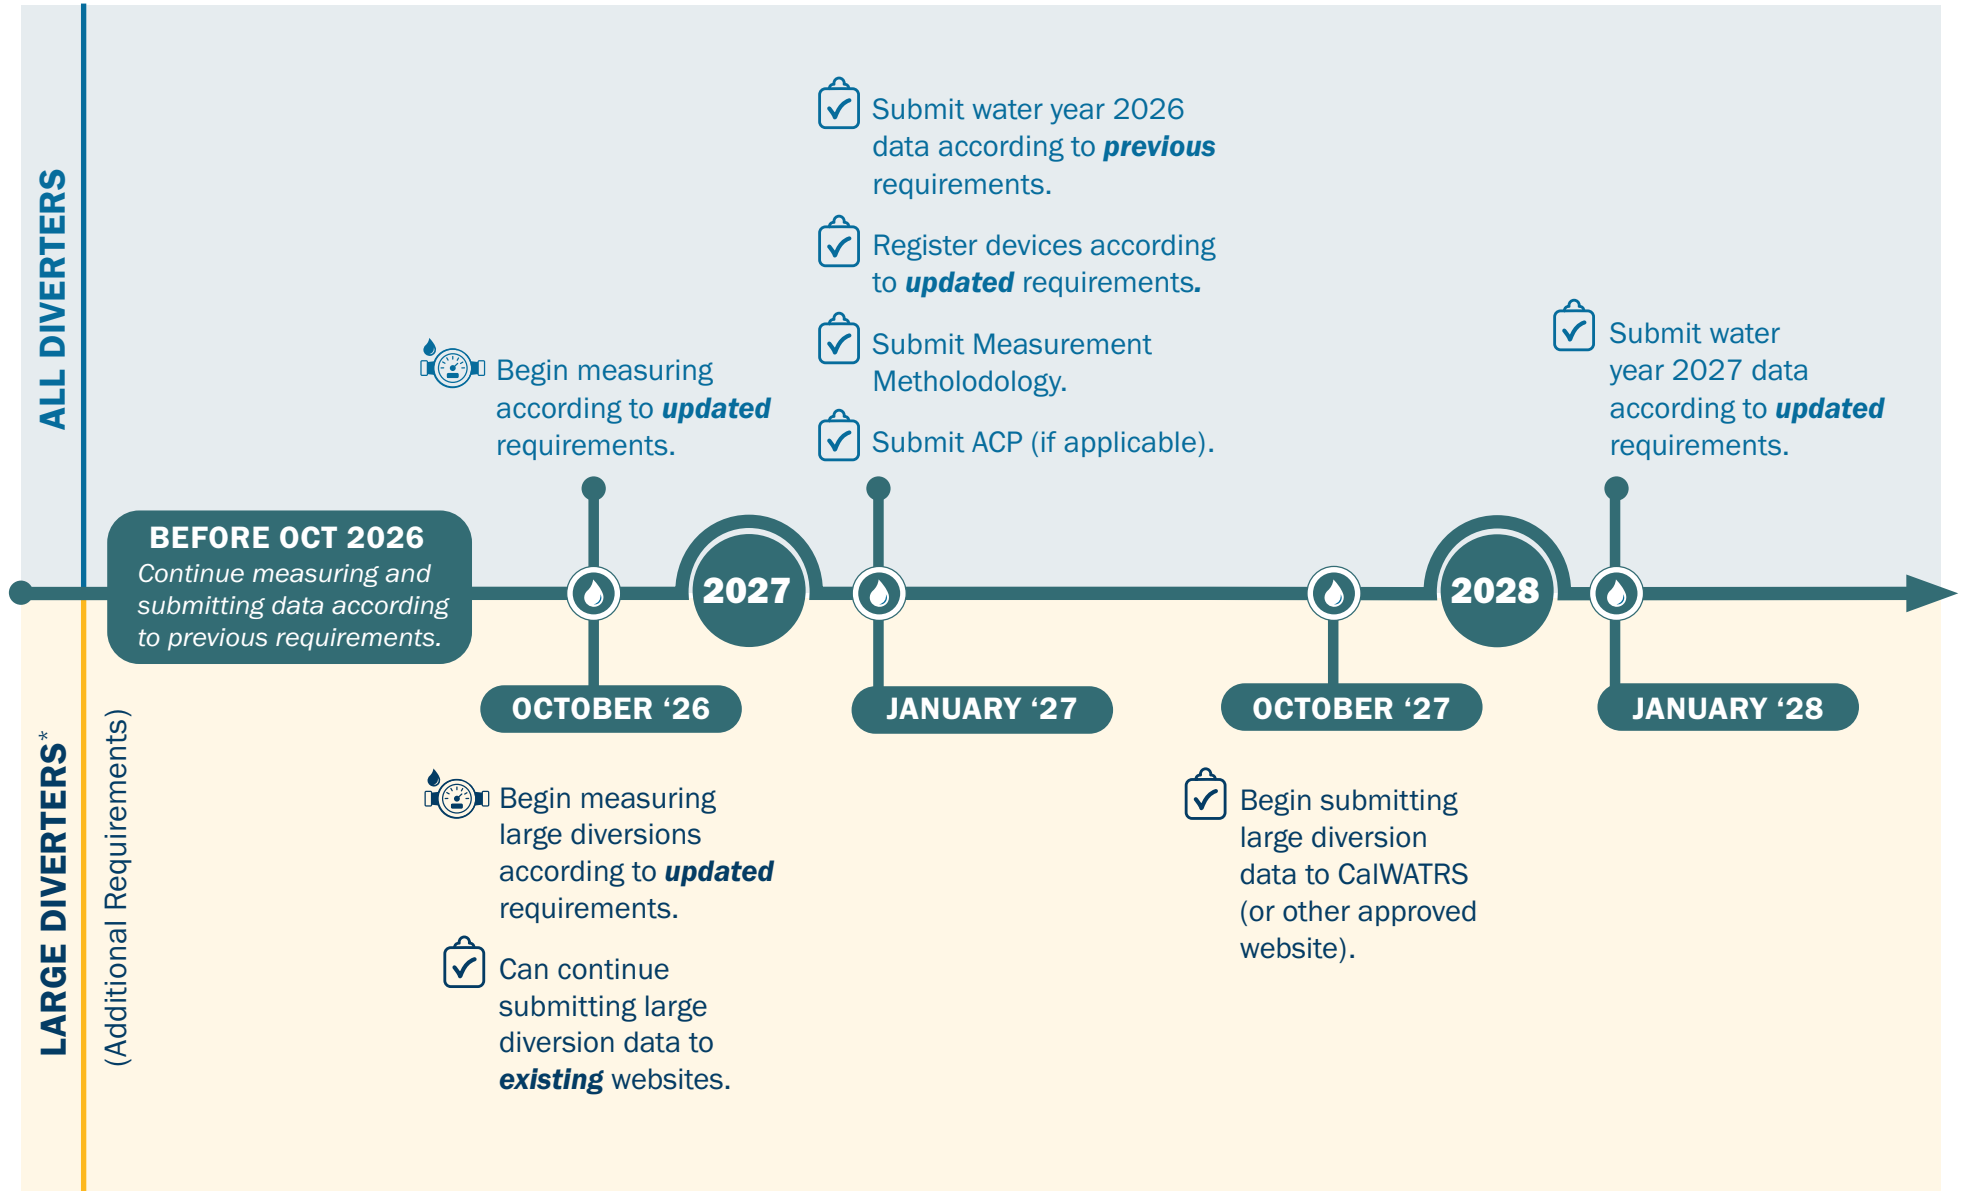 ALL DIVERTERS
Submit water year 2026
data according to previous
requirements.
Register devices according
to updated requirements.
Submit Measurement
Metholodology.
Submit ACP (if applicable).
Begin measuring
according to updated
requirements.
Submit water
year 2027 data
according to updated
requirements.
BEFORE OCT 2026
Continue measuring and
submitting data according
to previous requirements.
2027
2028
OCTOBER ‘26
JANUARY ‘27
OCTOBER ‘27
JANUARY ‘28
LARGE DIVERTERS*
(Additional Requirements)
Begin measuring
large diversions
according to updated
requirements.
Can continue
submitting large
diversion data to
existing websites.
Begin submitting
large diversion
data to CalWATRS
(or other approved
website).